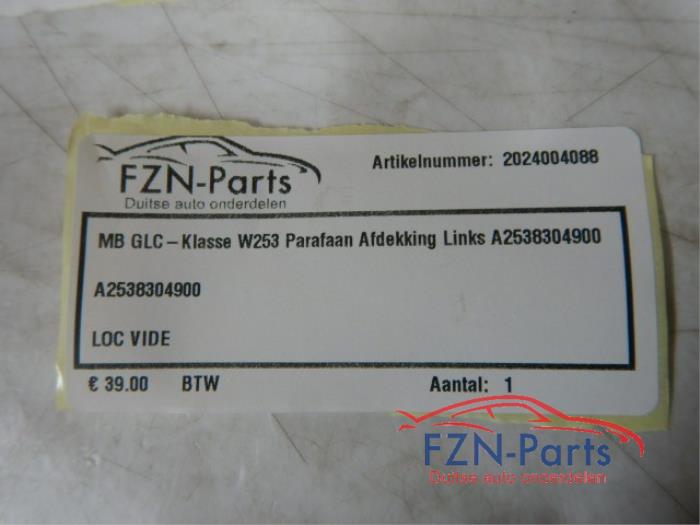 FZN-Parts
Duitse auto onderdelen
Artikelnummer: 2024004088
MB GLC-Klasse W253 Parafaan Afdekking Links A2538304900
A2538304900
LOC VIDE
€ 39.00 BTW Aantal: 1
FZN-Parts
Duitse auto onderdelen